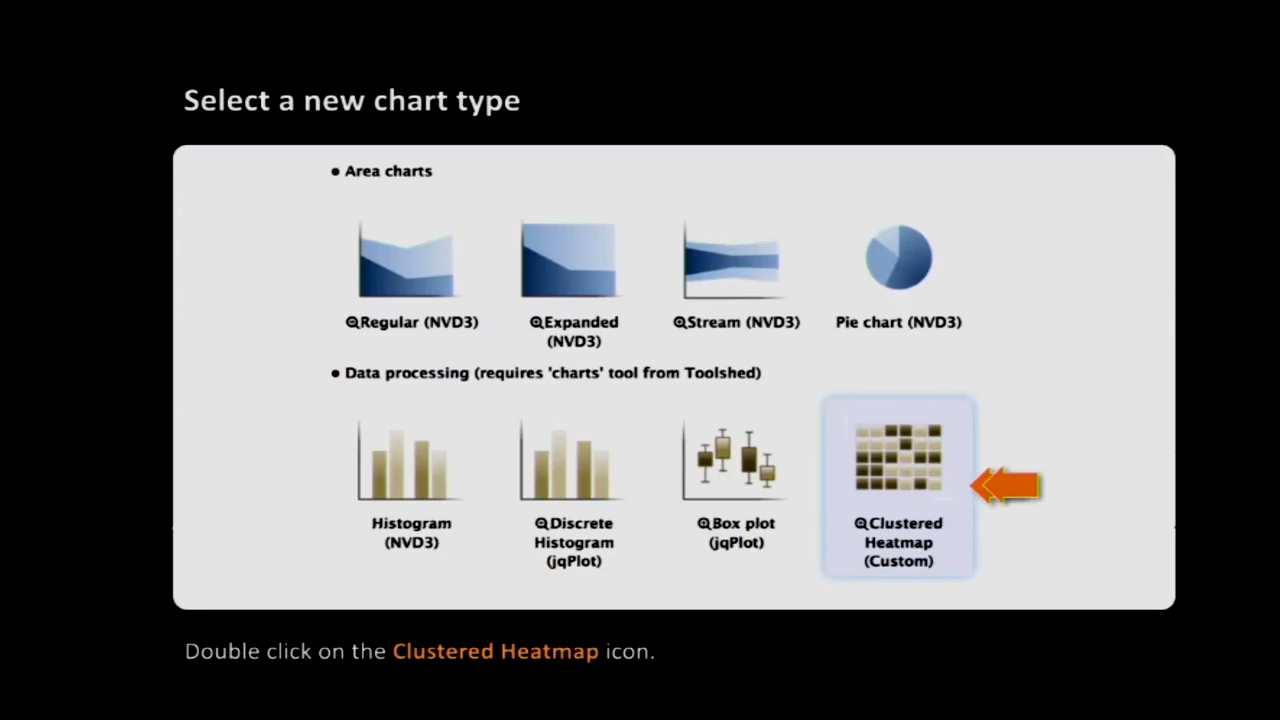 Select a new chart type
• Area charts
Regular (NVD3)
Expanded
(NVD3)
Stream (NVD3)
Pie chart (NVD3)
• Data processing (requires 'charts' tool from Toolshed)
Histogram
(NVD3)
Discrete
Histogram
(jqPlot)
Box plot
(jqPlot)
Clustered
Heatmap
(Custom)
Double click on the Clustered Heatmap icon.